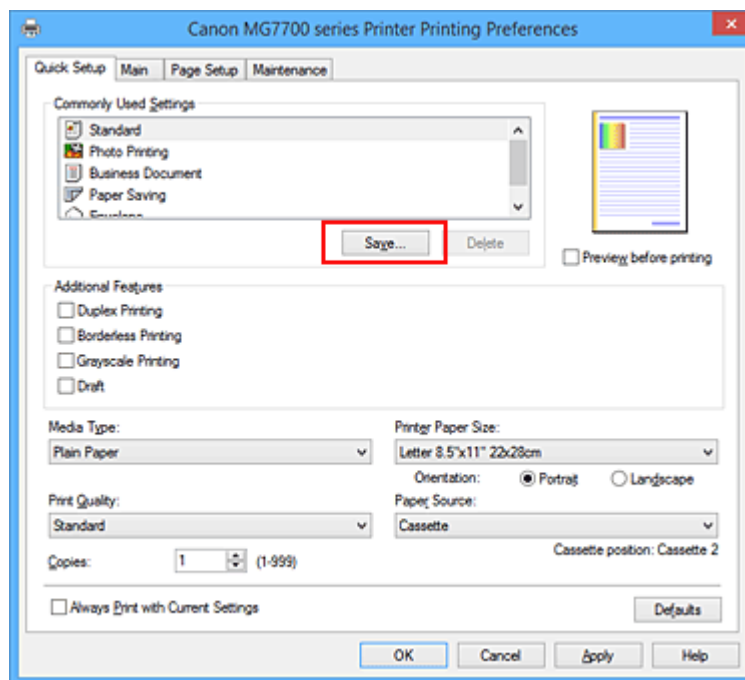 Canon MG7700 series Printer Printing Preferences
Quick Setup Main Page Setup Maintenance
Commonly Used Settings
Standard
Photo Printing
Business Document
Paper Saving
Envelope
Save... Delete
Preview before printing
Additional Features
Duplex Printing
Borderless Printing
Grayscale Printing
Draft
Media Type:
Plain Paper
Printer Paper Size:
Letter 8.5"x11" 22x28cm
Orientation: Portrait Landscape
Print Quality:
Standard
Paper Source:
Cassette
Cassette position: Cassette 2
Copies: 1 (1-999)
Always Print with Current Settings
Defaults
OK Cancel Apply Help